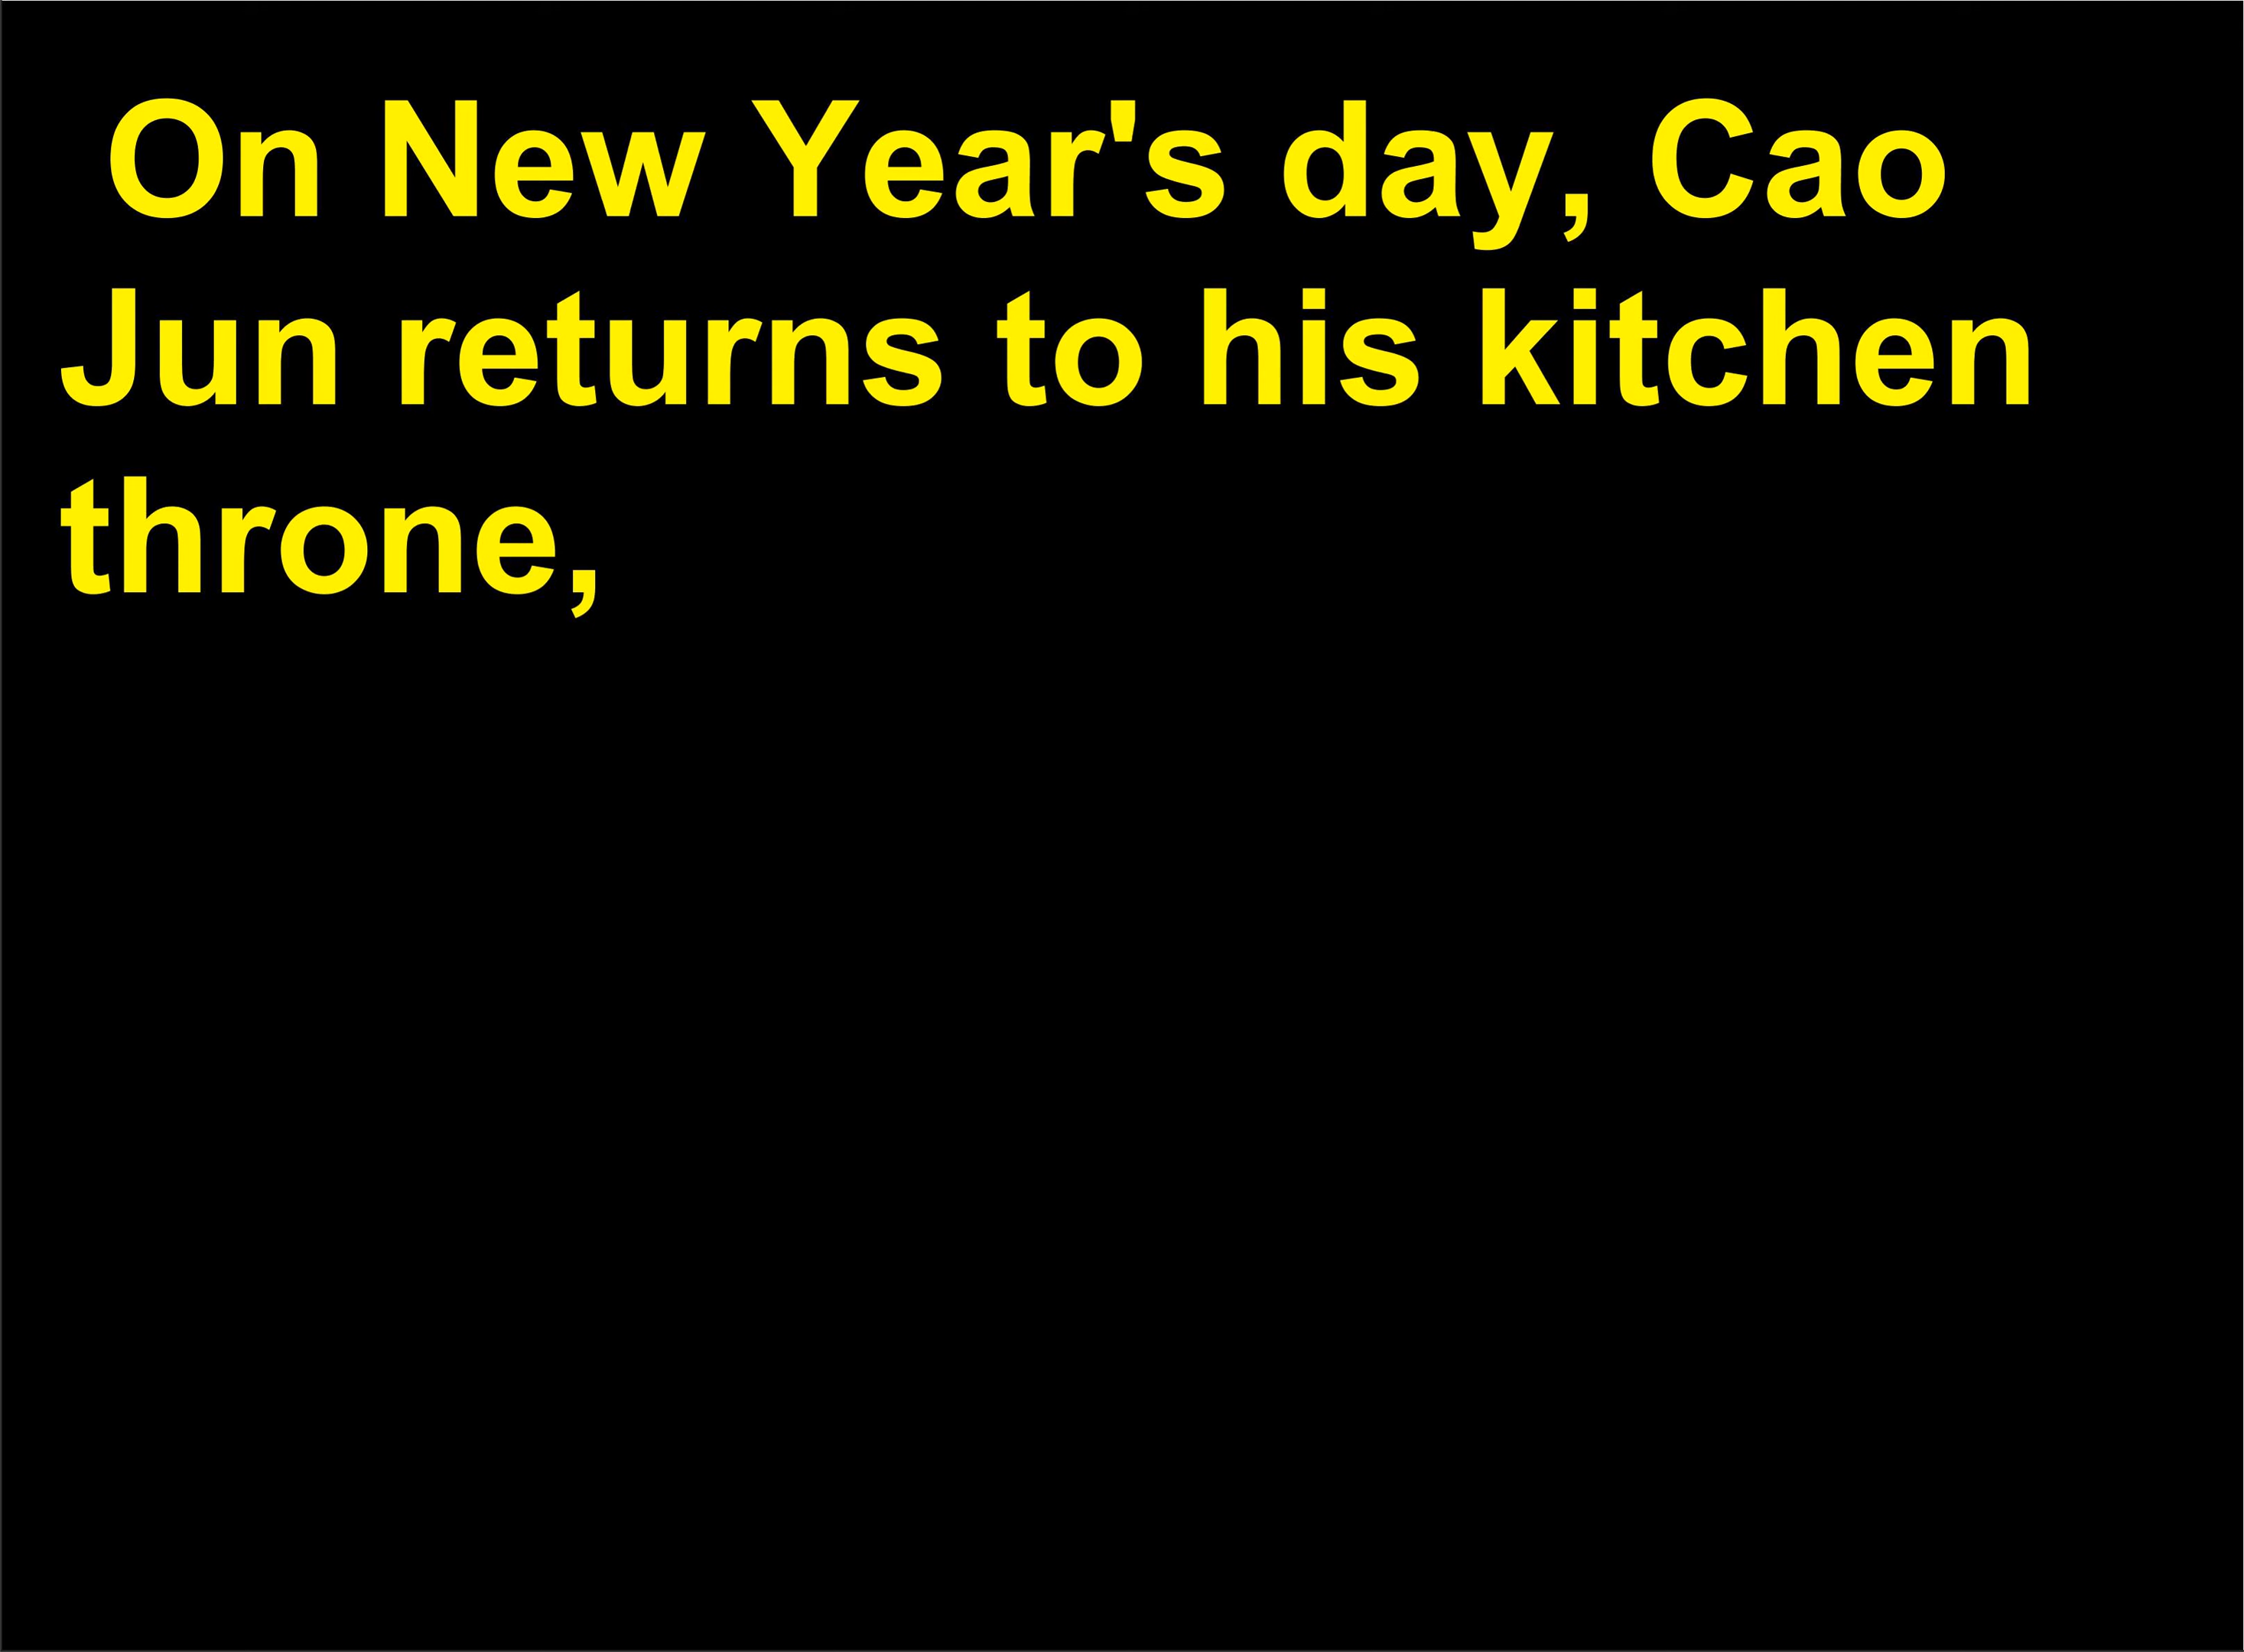 On New Year's day, Cao
Jun returns to his kitchen
throne,